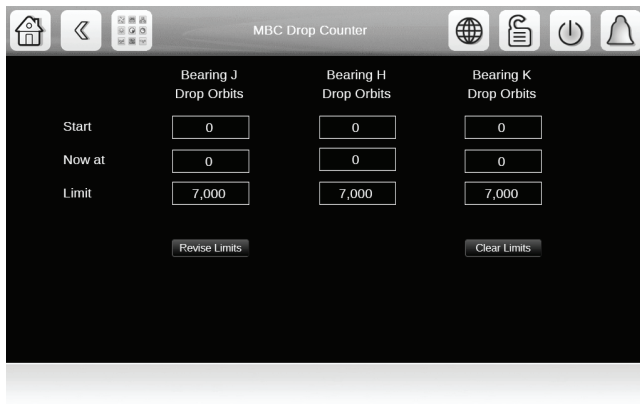 MBC Drop Counter
Bearing J Bearing H Bearing K
Drop Orbits Drop Orbits Drop Orbits
Start 0 0 0
Now at 0 0 0
Limit 7,000 7,000 7,000
Revise Limits Clear Limits